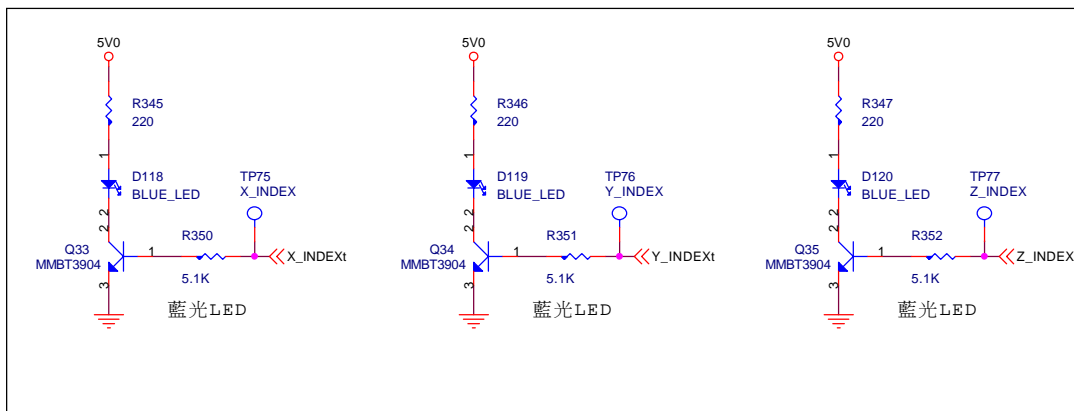 5V0
R345
220
1
D118
BLUE_LED
2
2
TP75
X_INDEX
Q33
MMBT3904
1
R350
5.1K
X_INDEXt
3
藍光LED
5V0
R346
220
1
D119
BLUE_LED
2
2
TP76
Y_INDEX
Q34
MMBT3904
1
R351
5.1K
Y_INDEXt
3
藍光LED
5V0
R347
220
1
D120
BLUE_LED
2
2
TP77
Z_INDEX
Q35
MMBT3904
1
R352
5.1K
Z_INDEX
3
藍光LED